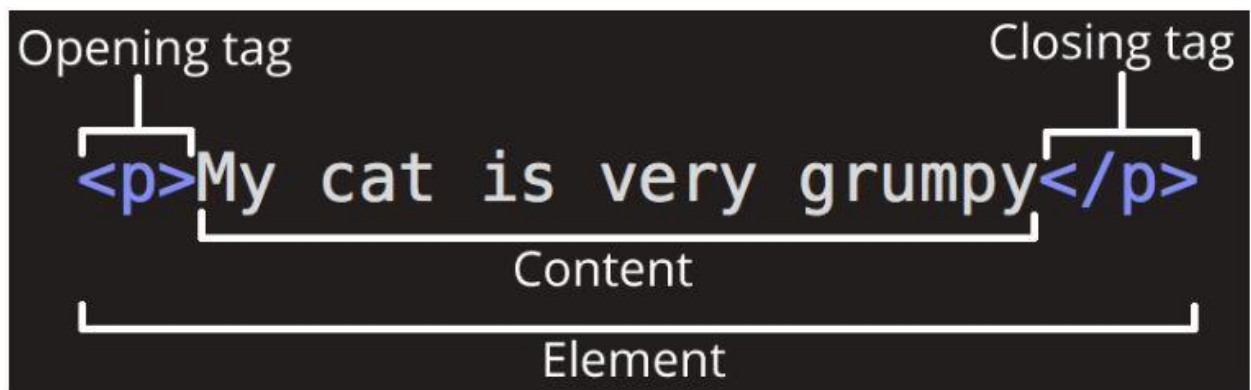 Opening tag Closing tag
<p>My cat is very grumpy</p>
Content
Element